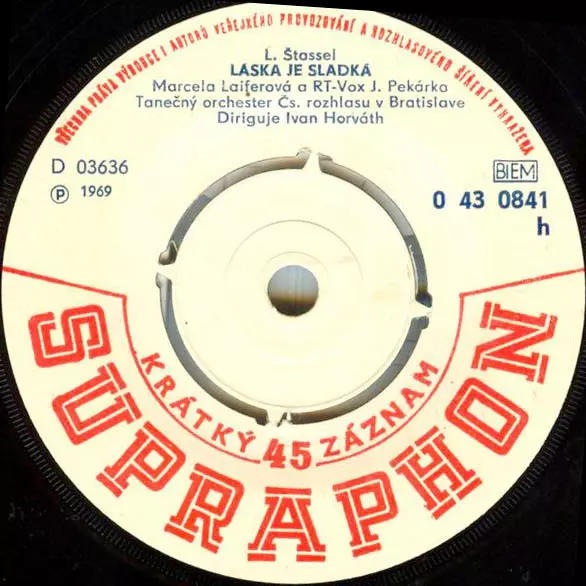 VŠECHNA PRÁVA VÝROBCE I AUTORŮ VEŘEJNÉHO PROVOZOVÁNÍ A ROZHLASOVÉHO ŠÍŘENÍ VYHRAŽENA
L. Štassel
LÁSKA JE SLADKÁ
Marcela Laiferová a RT-Vox J. Pekárka
Tanečný orchester Čs. rozhlasu v Bratislave
Diriguje Ivan Horváth
D 03636
BIEM
Ⓟ 1969
0 43 0841
h
KRÁTKÝ 45 ZÁZNAM
SUPRAPHON